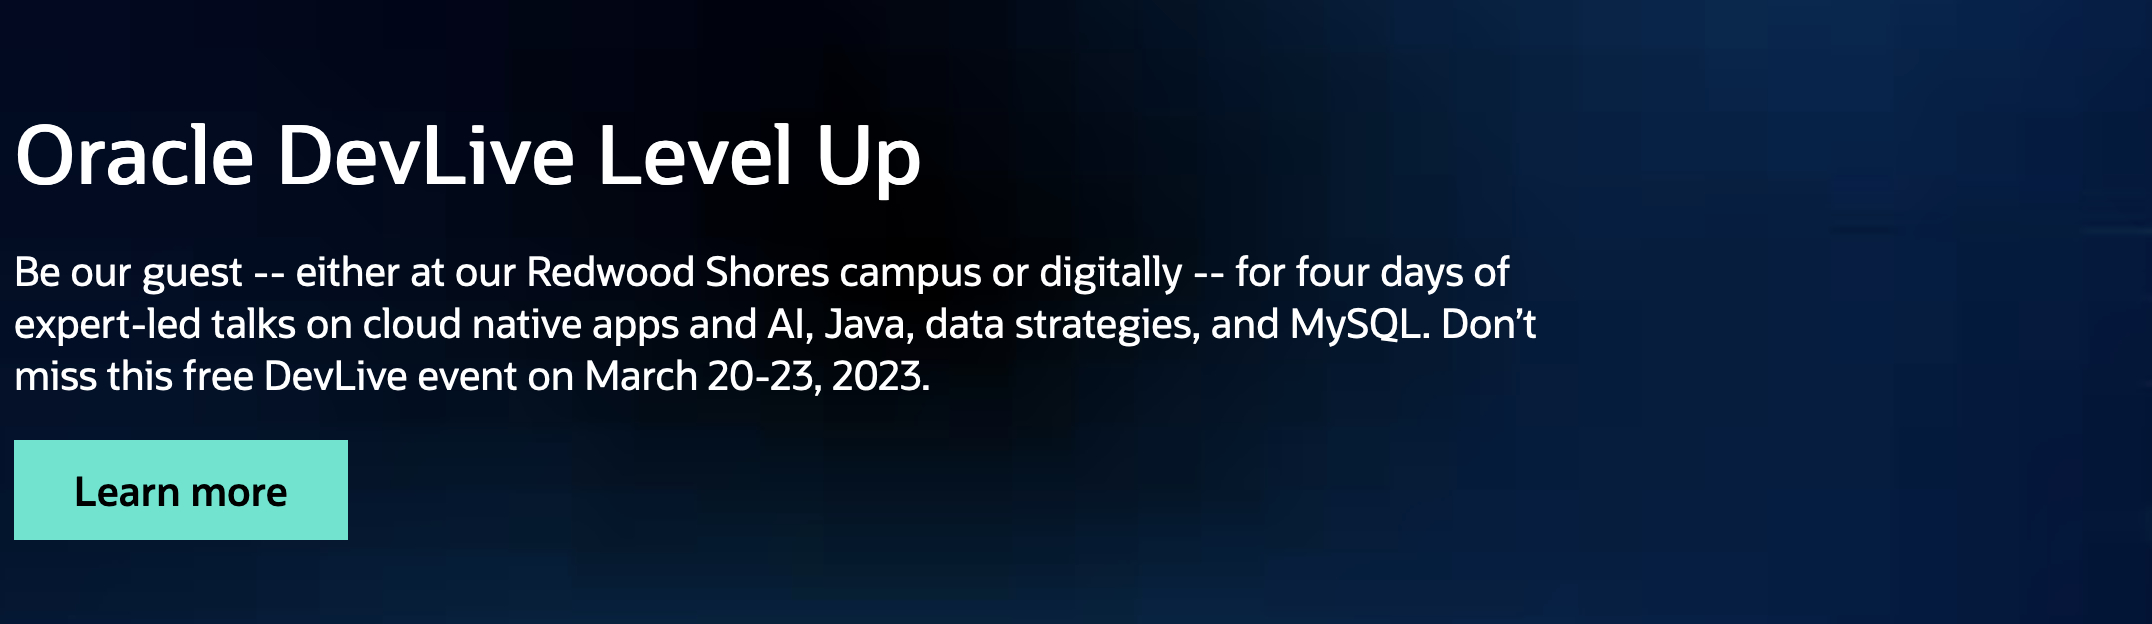 Oracle DevLive Level Up
Be our guest -- either at our Redwood Shores campus or digitally -- for four days of
expert-led talks on cloud native apps and AI, Java, data strategies, and MySQL. Don’t
miss this free DevLive event on March 20-23, 2023.
Learn more